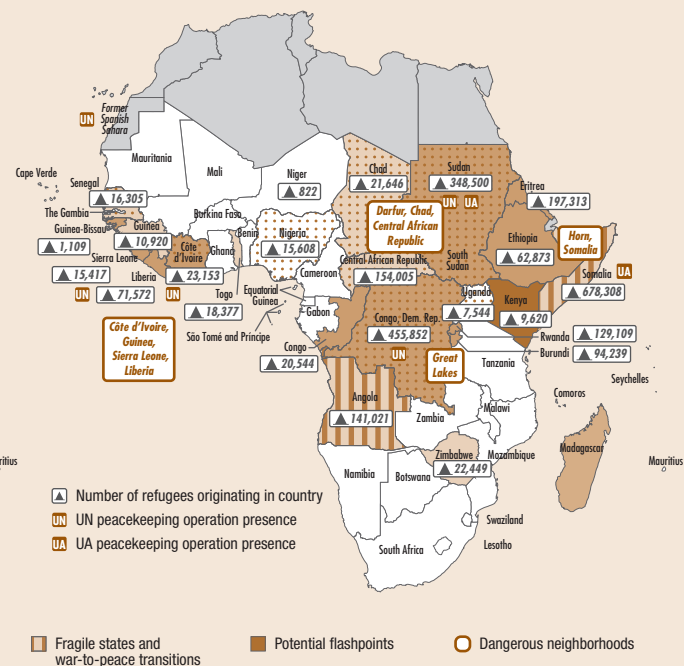 UN
Former
Spanish
Sahara
Mauritania
Mali
Niger
822
Chad
21,646
Sudan
348,500
UN UA
Eritrea
197,313
Cape Verde
Senegal
16,305
The Gambia
Guinea-Bissau
1,109
Guinea
10,920
Burkina Faso
Benin
Nigeria
15,608
Côte
d'Ivoire
Ghana
Darfur, Chad,
Central African
Republic
Ethiopia
62,873
Horn,
Somalia
Sierra Leone
15,417
UN
Liberia
71,572
UN
23,153
Togo
18,377
Cameroon
Central African Republic
154,005
South
Sudan
Somalia
UA
678,308
Equatorial
Guinea
São Tomé and Principe
Gabon
Congo
20,544
Congo, Dem. Rep.
455,852
UN
Uganda
7,544
Kenya
9,620
Rwanda
129,109
Burundi
94,239
Great
Lakes
Côte d'Ivoire,
Guinea,
Sierra Leone,
Liberia
Tanzania
Seychelles
Comoros
Angola
141,021
Zambia
Malawi
Mozambique
Madagascar
Mauritius
ritius
Zimbabwe
22,449
Namibia
Botswana
Swaziland
Lesotho
South Africa
Number of refugees originating in country
UN UN peacekeeping operation presence
UA UA peacekeeping operation presence
Fragile states and
war-to-peace transitions
Potential flashpoints
Dangerous neighborhoods